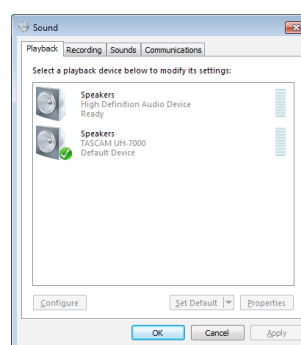 Sound
Playback Recording Sounds Communications
Select a playback device below to modify its settings:
Speakers
High Definition Audio Device
Ready
Speakers
TASCAM UH-7000
Default Device
Configure Set Default Properties
OK Cancel Apply